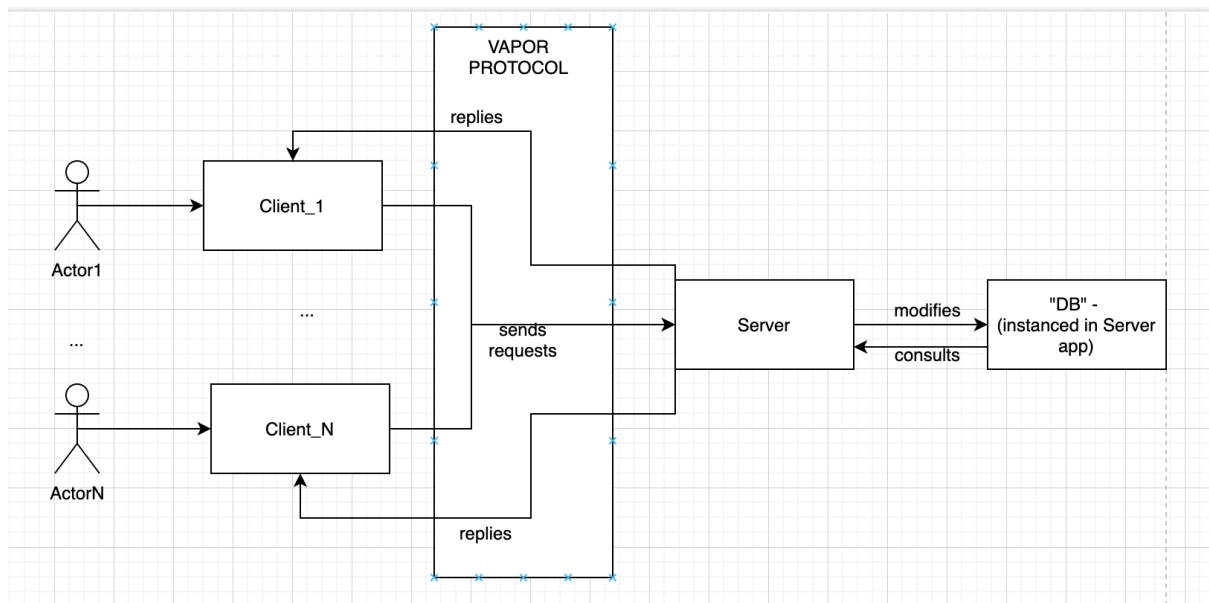 VAPOR
PROTOCOL
replies
Client_1
Actor1
...
...
sends
requests
Server
modifies
consults
"DB" -
(instanced in Server
app)
Client_N
ActorN
replies